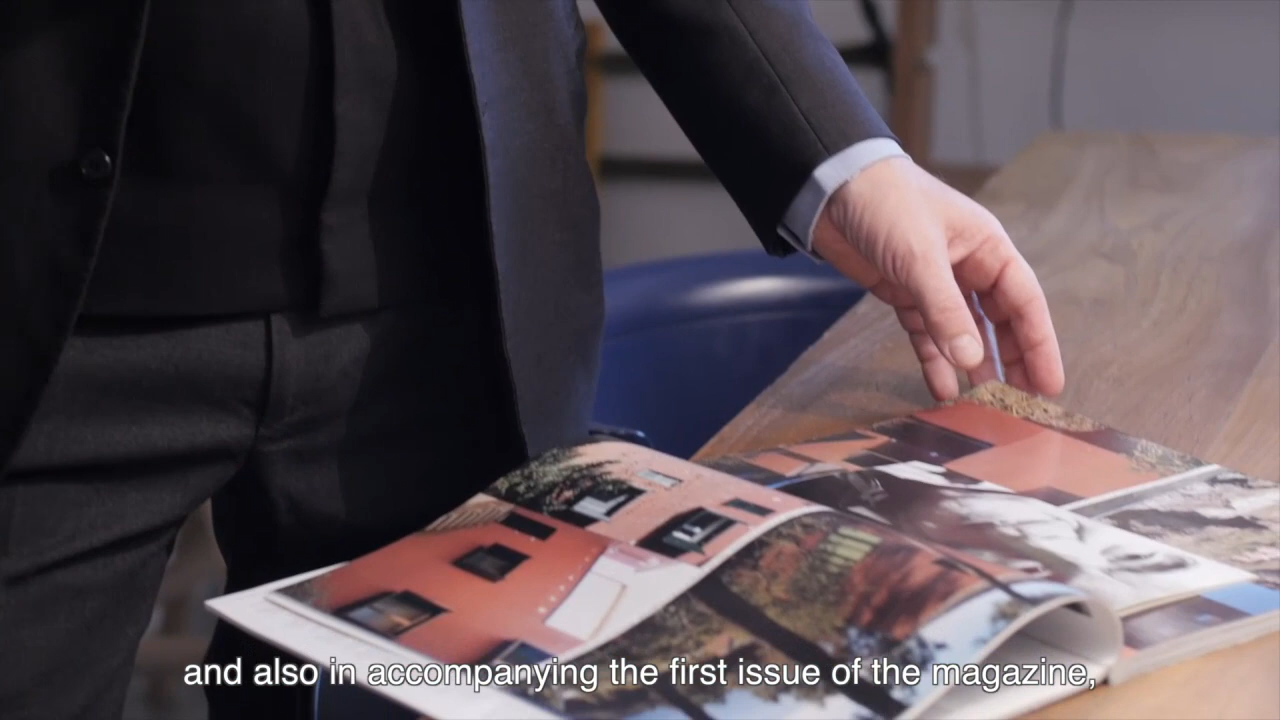 and also in accompanying the first issue of the magazine,